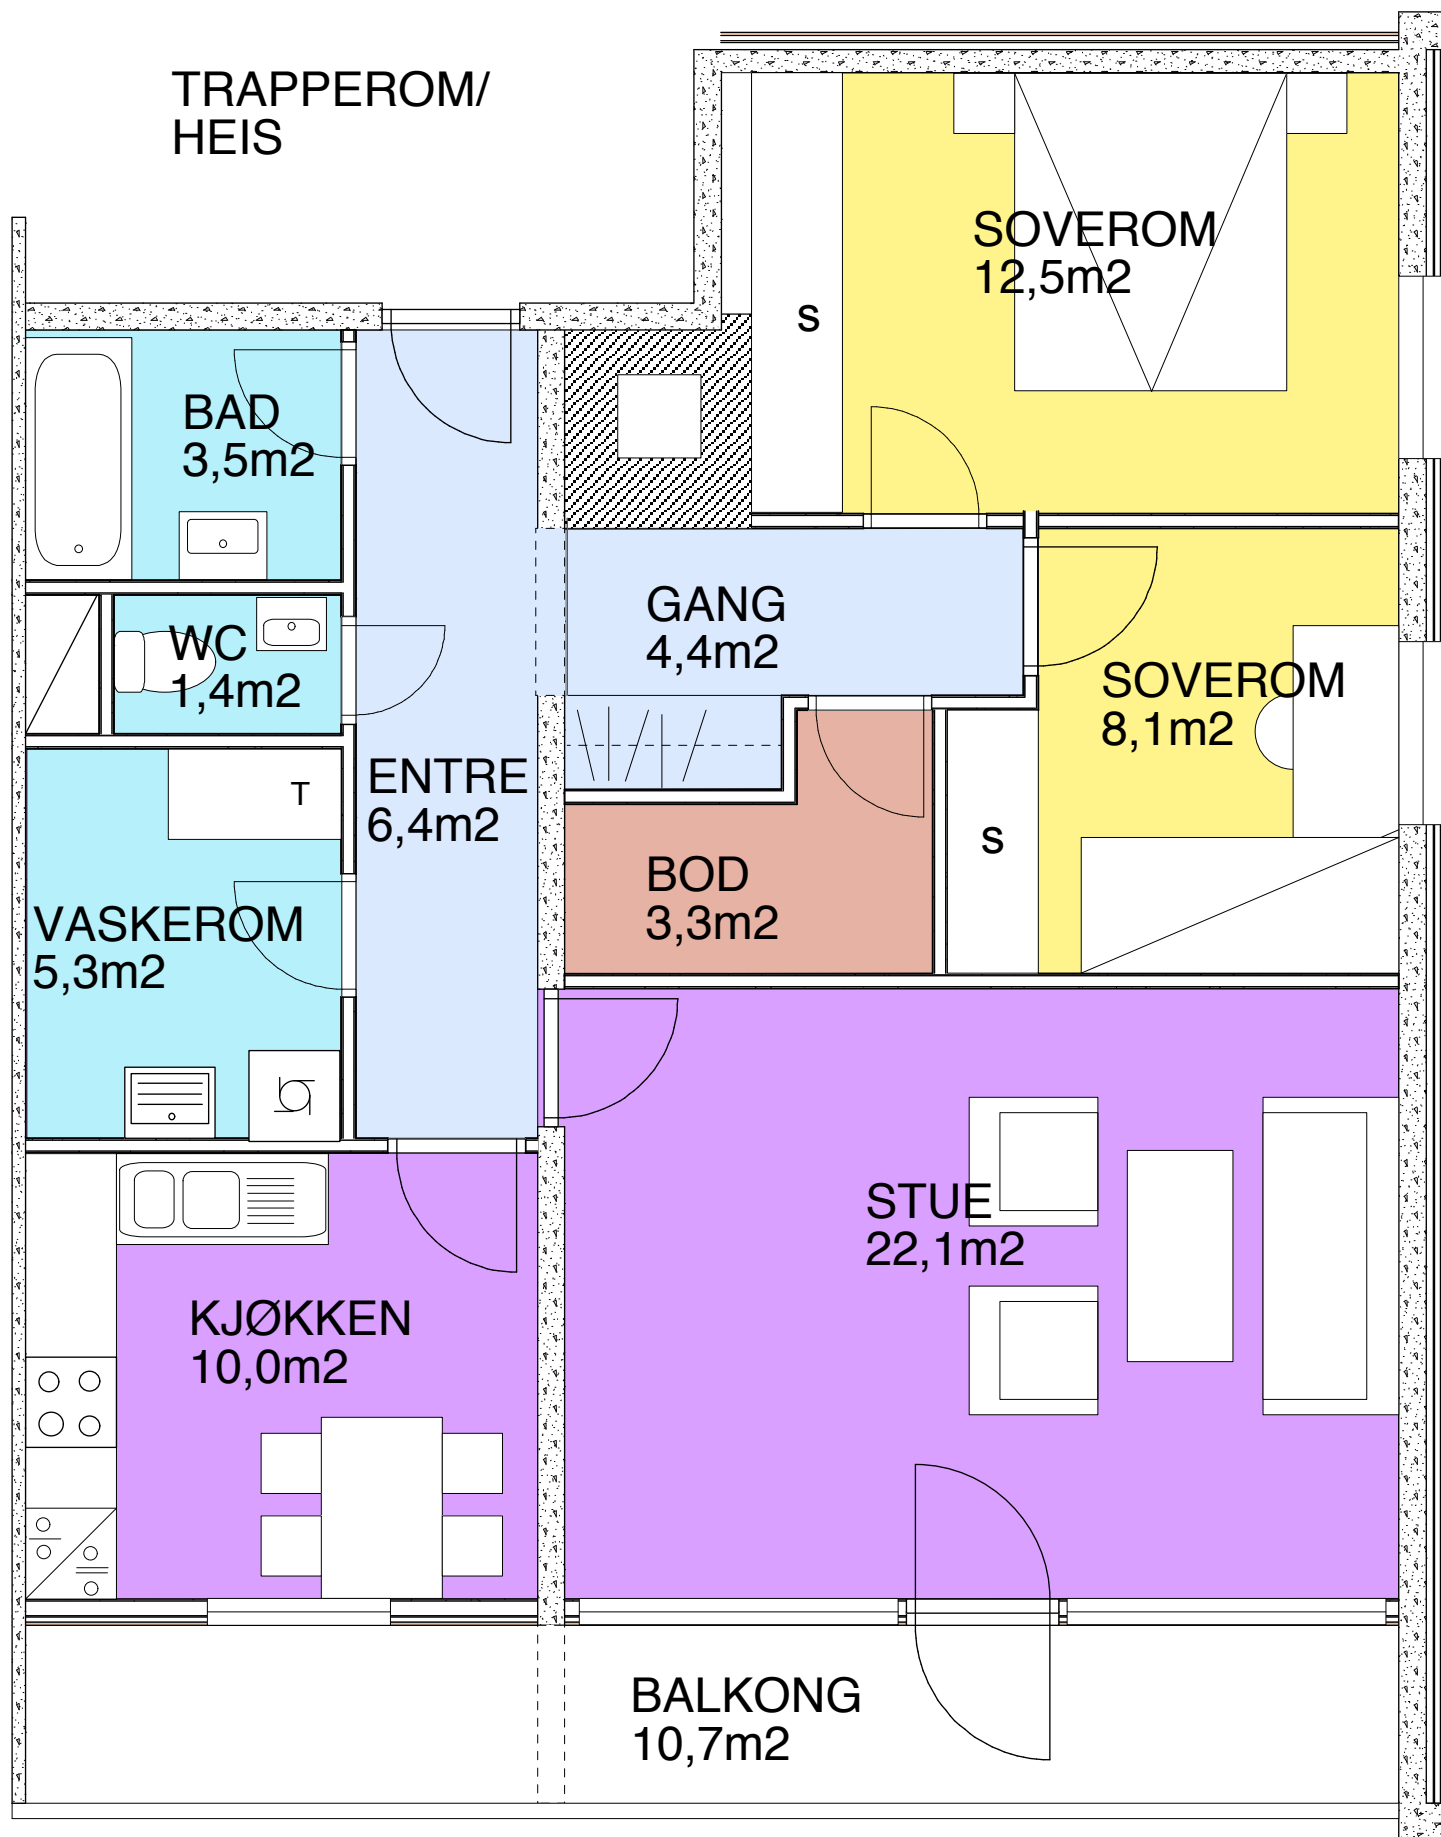 TRAPPEROM/
HEIS
SOVEROM
12,5m2
S
BAD
3,5m2
GANG
4,4m2
WC
1,4m2
SOVEROM
8,1m2
ENTRE
6,4m2
T
S
BOD
3,3m2
VASKEROM
5,3m2
STUE
22,1m2
KJØKKEN
10,0m2
BALKONG
10,7m2